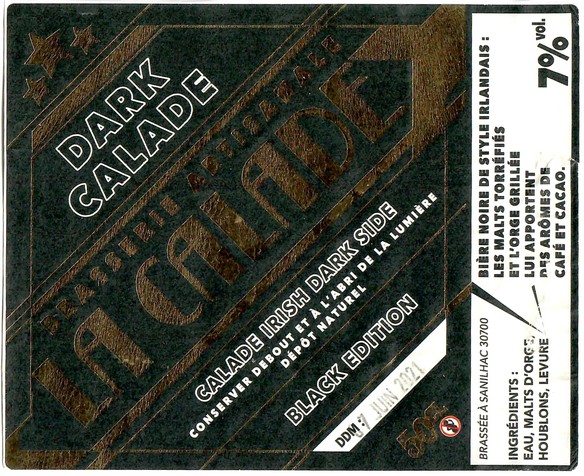 DARK
CALADE
BRASSERIE ARTISANALE
LA CALADE
CALADE IRISH DARK SIDE
CONSERVER DEBOUT ET À L'ABRI DE LA LUMIÈRE
DÉPÔT NATUREL
BLACK EDITION
DDM: JUIN 2021
BIÈRE NOIRE DE STYLE IRLANDAIS :
LES MALTS TORRÉFIÉS
ET L'ORGE GRILLÉE
LUI APPORTENT
DES ARÔMES DE
CAFÉ ET CACAO.
7% vol.
BRASSÉE À SANILHAC 30700
INGRÉDIENTS :
EAU, MALTS D'ORGE,
HOUBLONS, LEVURE